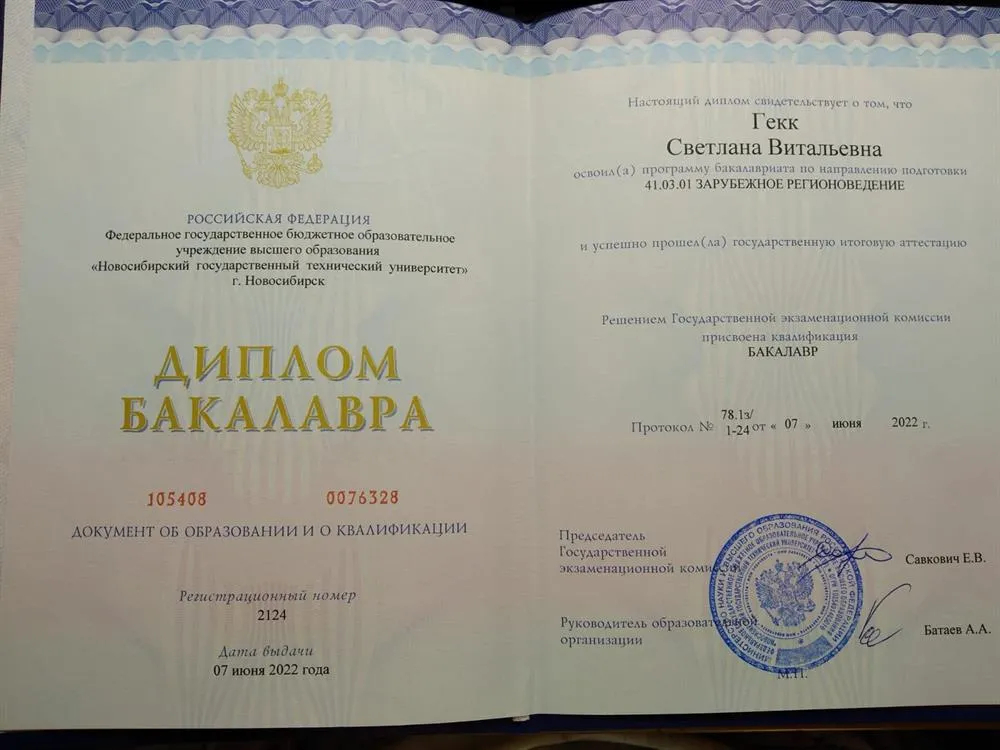 РОССИЙСКАЯ ФЕДЕРАЦИЯ
Федеральное государственное бюджетное образовательное
учреждение высшего образования
«Новосибирский государственный технический университет»
г. Новосибирск
ДИПЛОМ
БАКАЛАВРА
105408 0076328
ДОКУМЕНТ ОБ ОБРАЗОВАНИИ И О КВАЛИФИКАЦИИ
Регистрационный номер
2124
Дата выдачи
07 июня 2022 года
Настоящий диплом свидетельствует о том, что
Гекк
Светлана Витальевна
освоил(а) программу бакалавриата по направлению подготовки
41.03.01 ЗАРУБЕЖНОЕ РЕГИОНОВЕДЕНИЕ
и успешно прошел(ла) государственную итоговую аттестацию
Решением Государственной экзаменационной комиссии
присвоена квалификация
БАКАЛАВР
78.1з/
Протокол № 1-24 от « 07 » июня 2022 г.
Председатель
Государственной
экзаменационной комиссии Савкович Е.В.
Руководитель образовательной
организации Батаев А.А.
М.П.